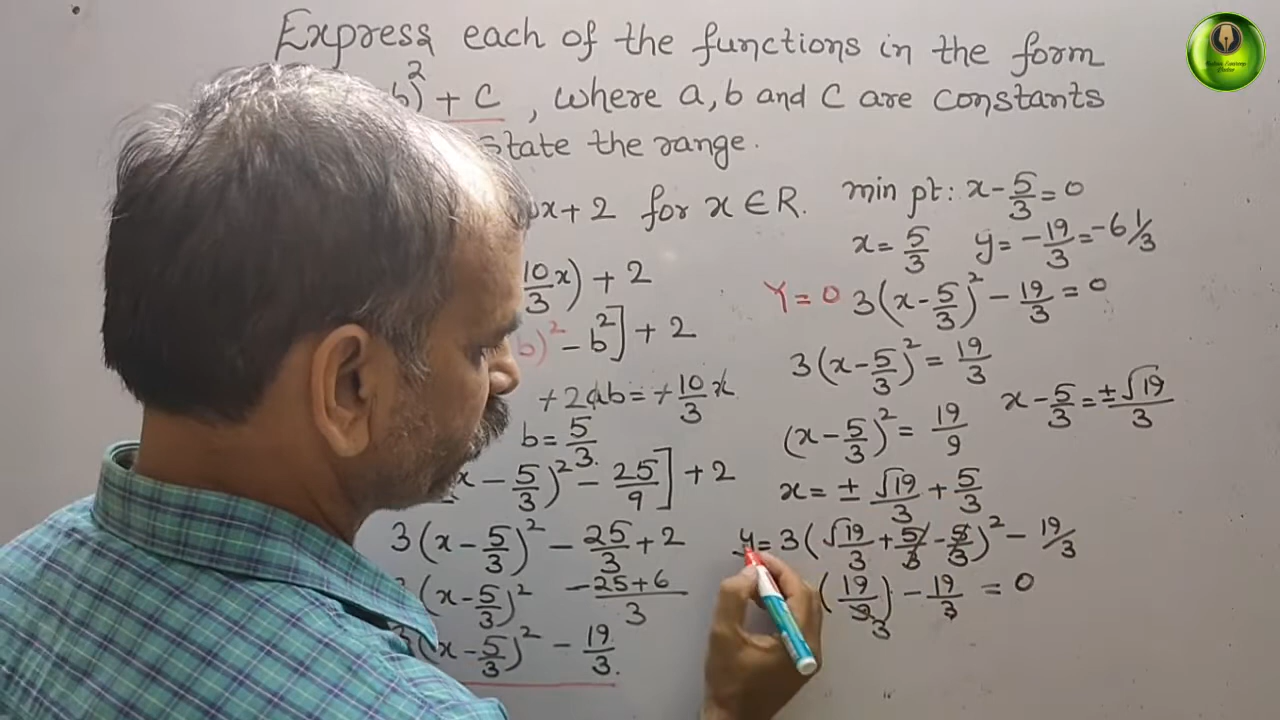 Express each of the functions in the form
b)² + C , where a, b and C are constants
State the range.
x + 2 for x ∈ R.
10/3 x) + 2
b)² - b²] + 2
+2ab = +10/3 x
b = 5/3
x - 5/3)² - 25/9] + 2
3(x - 5/3)² - 25/3 + 2
(x - 5/3)² (-25+6)/3
3(x - 5/3)² - 19/3.
min pt: x - 5/3 = 0
x = 5/3 y = -19/3 = -6 1/3
Y = 0 3(x - 5/3)² - 19/3 = 0
3(x - 5/3)² = 19/3
(x - 5/3)² = 19/9 x - 5/3 = ±√19/3
x = ± √19/3 + 5/3
y = 3(√19/3 + 5/3 - 5/3)² - 19/3
(19/9) - 19/3 = 0
3